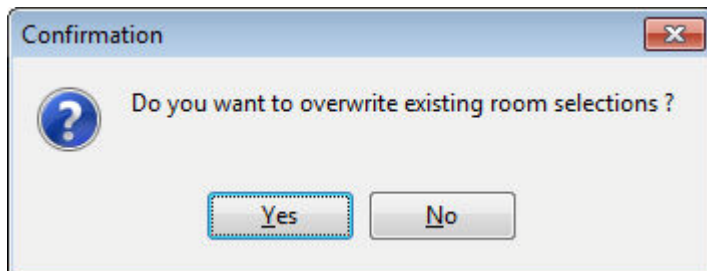 Confirmation
Do you want to overwrite existing room selections ?
Yes
No